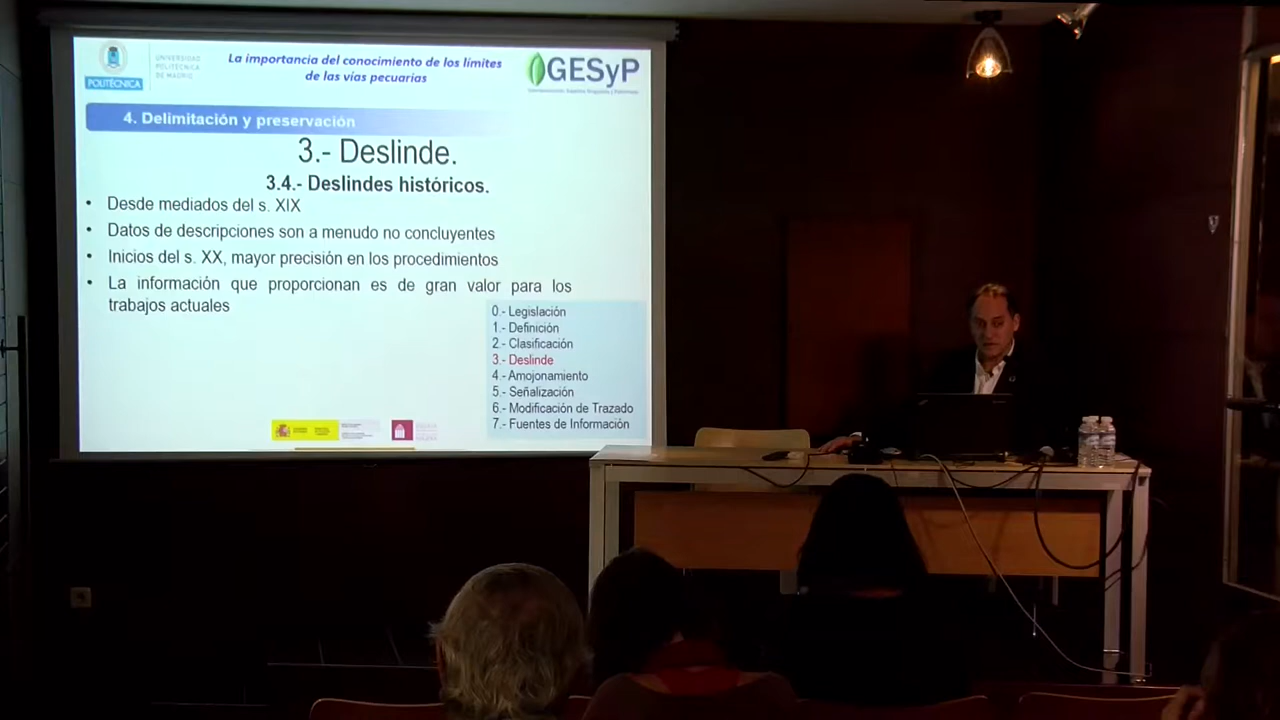 UNIVERSIDAD
POLITÉCNICA
DE MADRID
POLITÉCNICA
La importancia del conocimiento de los límites
de las vías pecuarias
GESyP
4. Delimitación y preservación
3.- Deslinde.
3.4.- Deslindes históricos.
• Desde mediados del s. XIX
• Datos de descripciones son a menudo no concluyentes
• Inicios del s. XX, mayor precisión en los procedimientos
• La información que proporcionan es de gran valor para los
trabajos actuales
0.- Legislación
1.- Definición
2.- Clasificación
3.- Deslinde
4.- Amojonamiento
5.- Señalización
6.- Modificación de Trazado
7.- Fuentes de Información